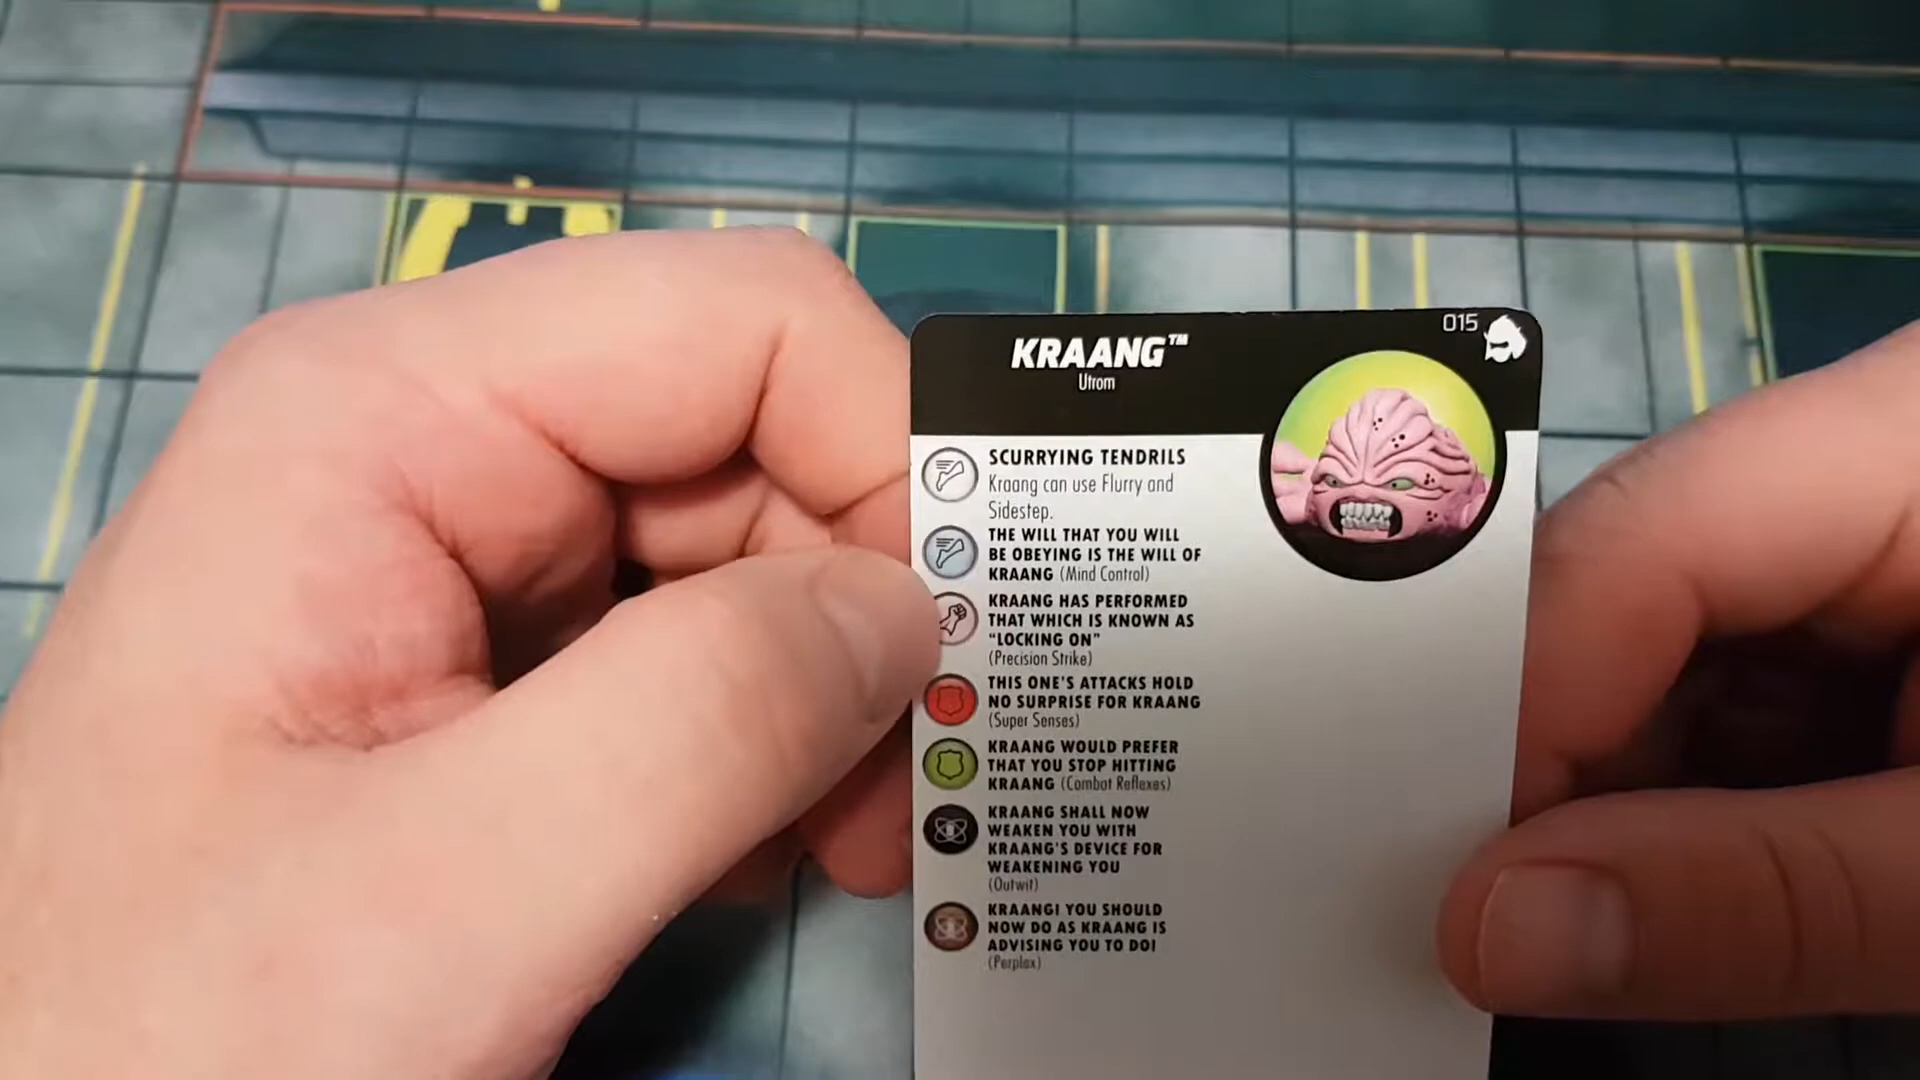 KRAANG™
Utrom
015
SCURRYING TENDRILS
Kraang can use Flurry and
Sidestep.
THE WILL THAT YOU WILL
BE OBEYING IS THE WILL OF
KRAANG (Mind Control)
KRAANG HAS PERFORMED
THAT WHICH IS KNOWN AS
“LOCKING ON”
(Precision Strike)
THIS ONE'S ATTACKS HOLD
NO SURPRISE FOR KRAANG
(Super Senses)
KRAANG WOULD PREFER
THAT YOU STOP HITTING
KRAANG (Combat Reflexes)
KRAANG SHALL NOW
WEAKEN YOU WITH
KRAANG'S DEVICE FOR
WEAKENING YOU
(Outwit)
KRAANG! YOU SHOULD
NOW DO AS KRAANG IS
ADVISING YOU TO DO!
(Perplex)